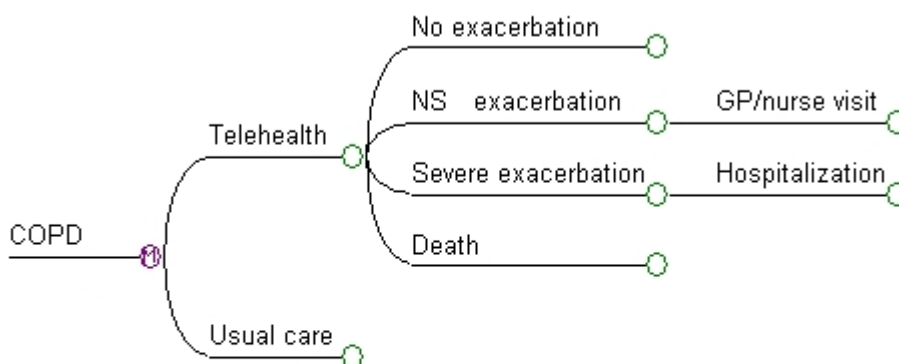 No exacerbation
NS exacerbation
GP/nurse visit
Telehealth
Severe exacerbation
Hospitalization
COPD
M
Death
Usual care